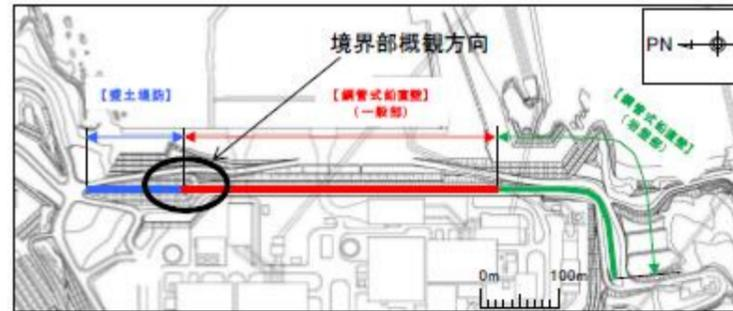 境界部概観方向
PN
【盛土堤防】
【鋼管式鉛直壁】
(一般部)
【鋼管式鉛直壁】
(岩盤部)
0m 100m